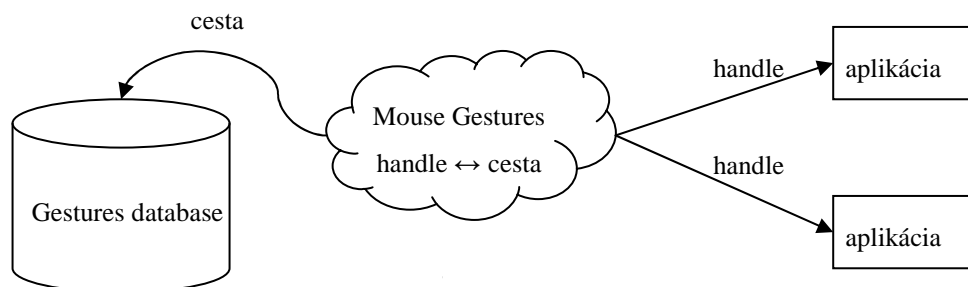 cesta
handle
aplikácia
Mouse Gestures
handle ↔ cesta
handle
Gestures database
aplikácia